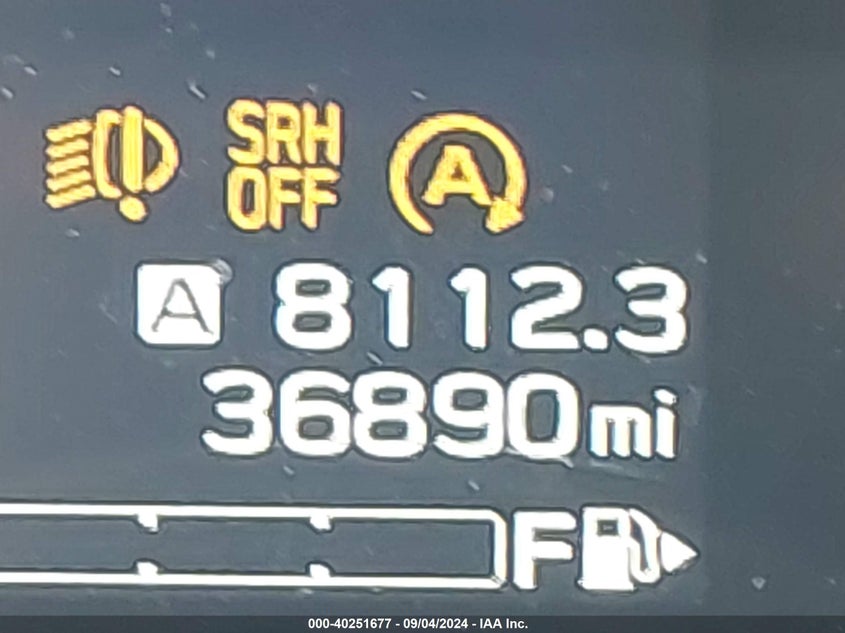 SRH
OFF
A
A 8112.3
36890mi
F
000-40251677 - 09/04/2024 - IAA Inc.